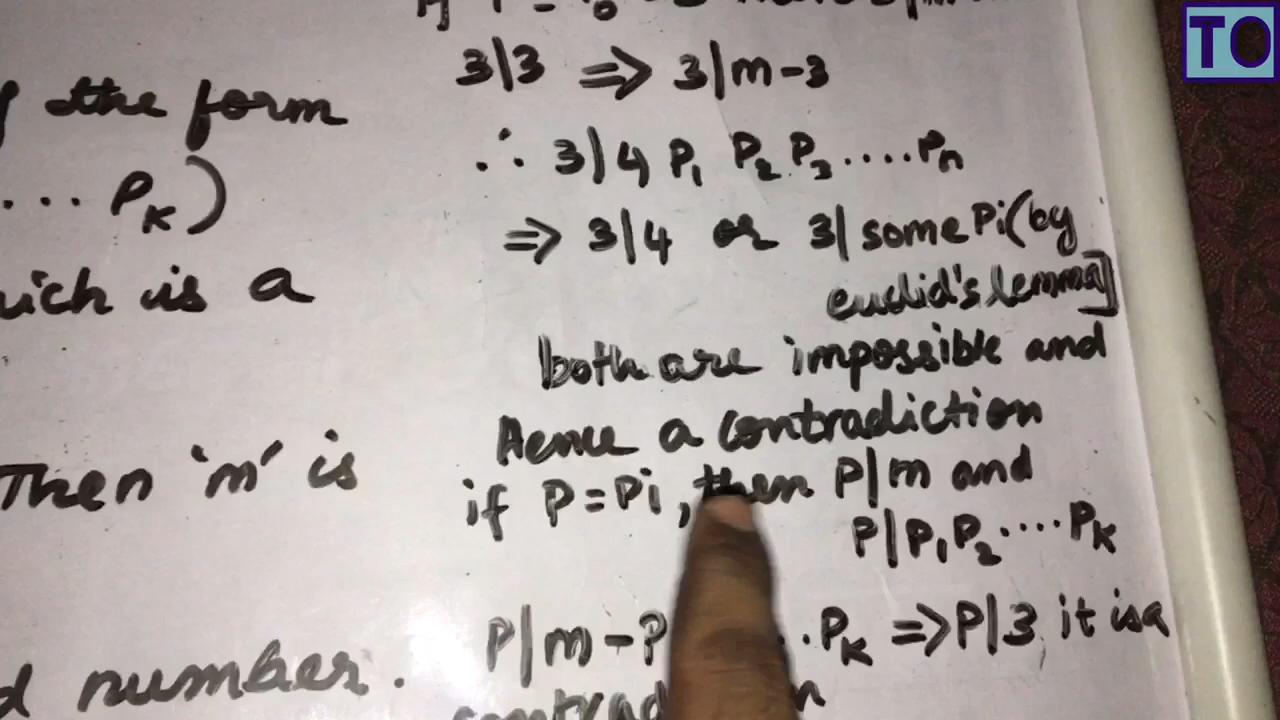 TO
the form
... Pk)
is a
Then 'm' is
number.
3|3 ⇒ 3|m-3
∴ 3|4 P1 P2 P3 ....Pn
⇒ 3|4 or 3| some Pi (by
euclid's lemma]
both are impossible and
Hence a contradiction
if P=Pi, then P|m and
P|P1P2....Pk
P|m-P ..Pk ⇒P|3 it is a